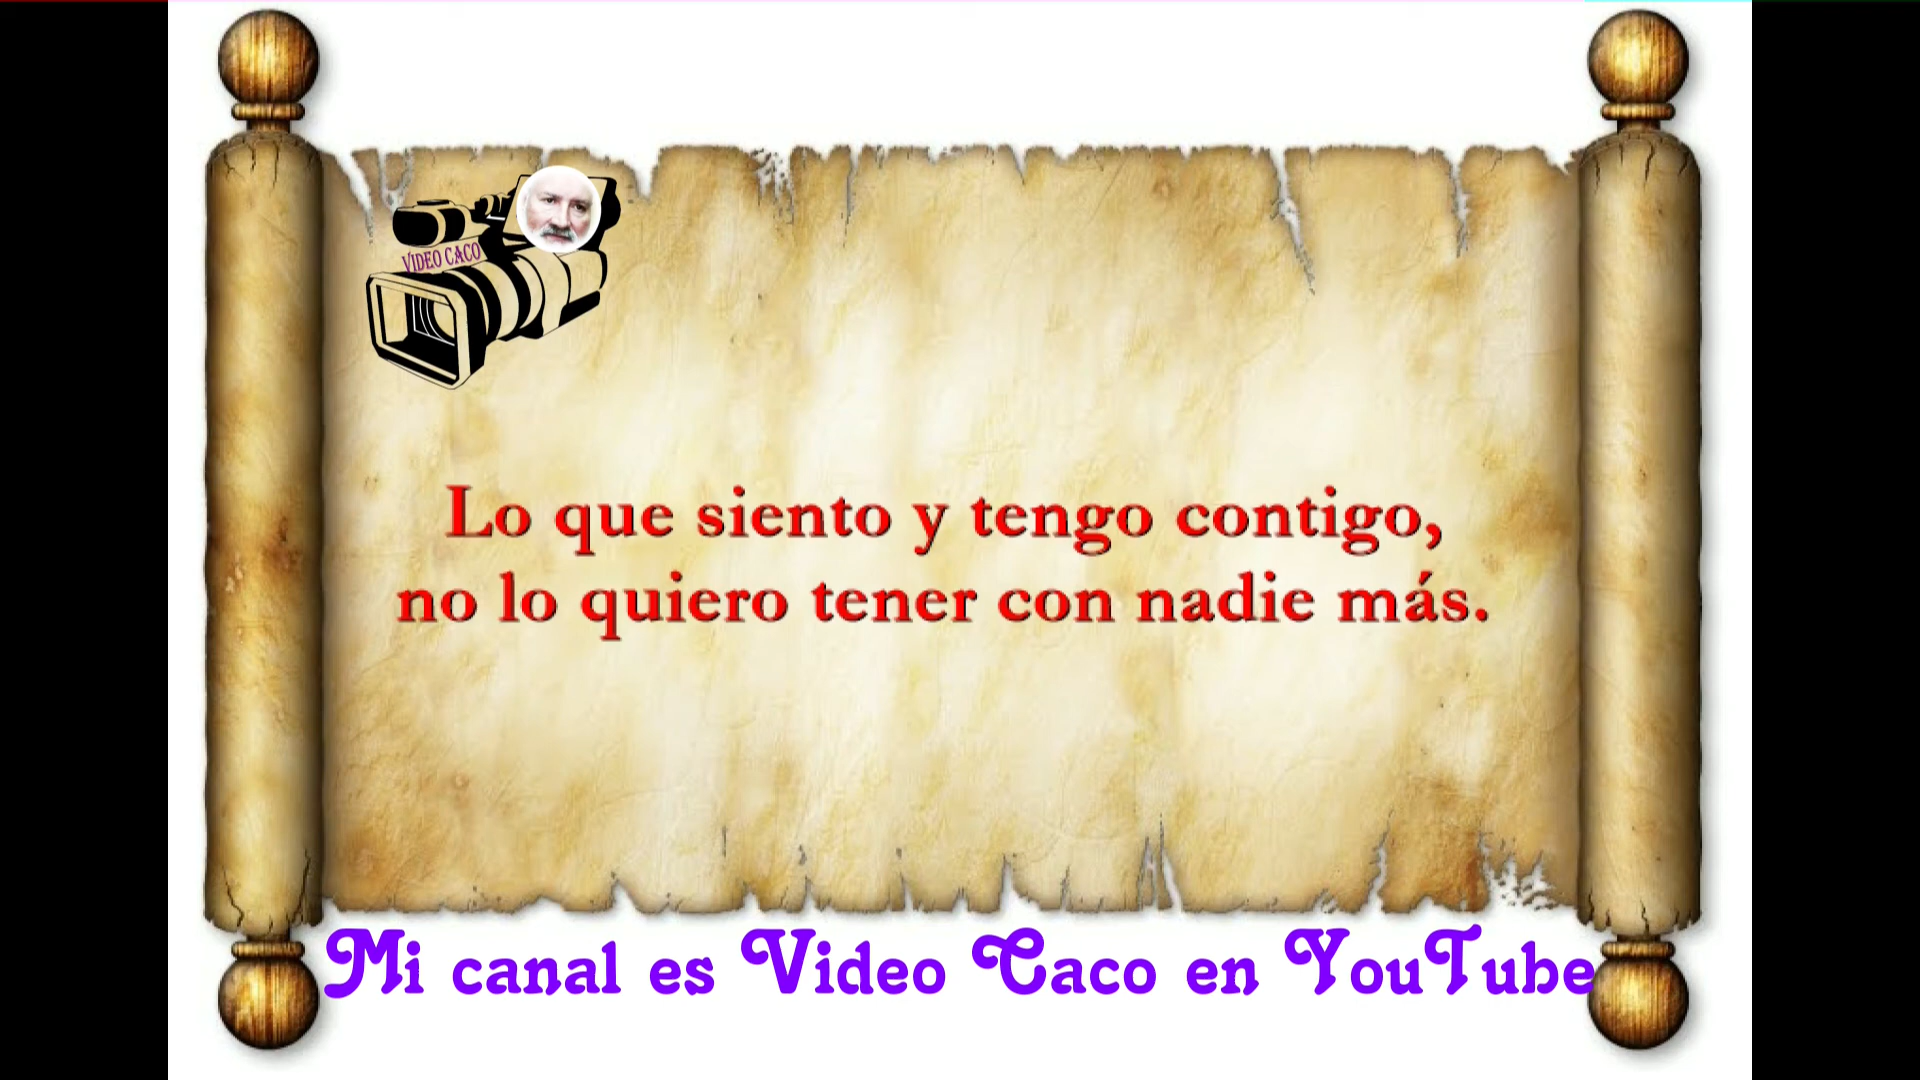 VIDEO CACO
Lo que siento y tengo contigo,
no lo quiero tener con nadie más.
Mi canal es Video Caco en YouTube